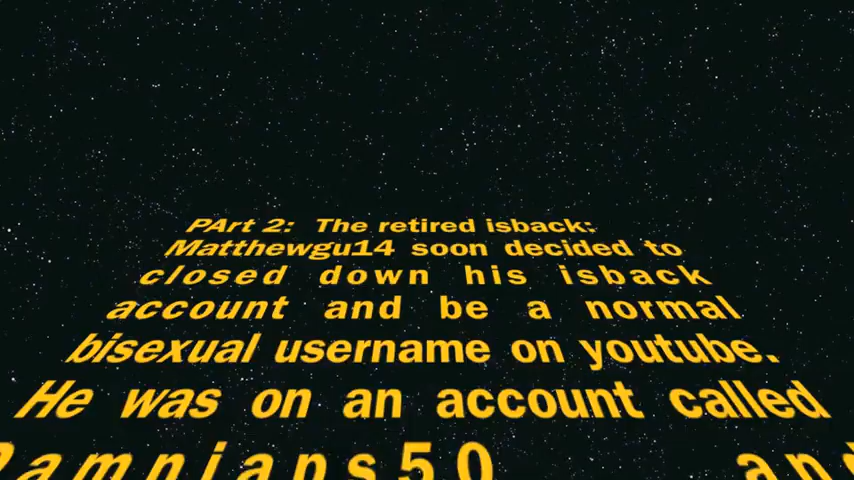 PArt 2: The retired isback:
Matthewgu14 soon decided to
closed down his isback
account and be a normal
bisexual username on youtube.
He was on an account called